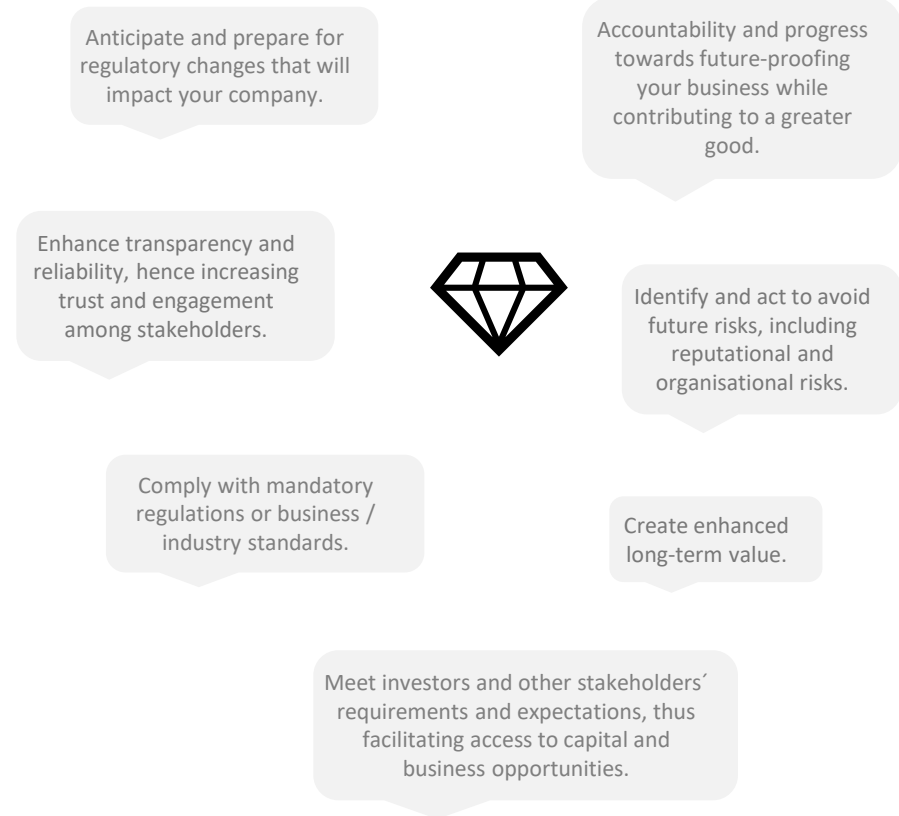 Anticipate and prepare for
regulatory changes that will
impact your company.
Accountability and progress
towards future-proofing
your business while
contributing to a greater
good.
Enhance transparency and
reliability, hence increasing
trust and engagement
among stakeholders.
Identify and act to avoid
future risks, including
reputational and
organisational risks.
Comply with mandatory
regulations or business /
industry standards.
Create enhanced
long-term value.
Meet investors and other stakeholders´
requirements and expectations, thus
facilitating access to capital and
business opportunities.